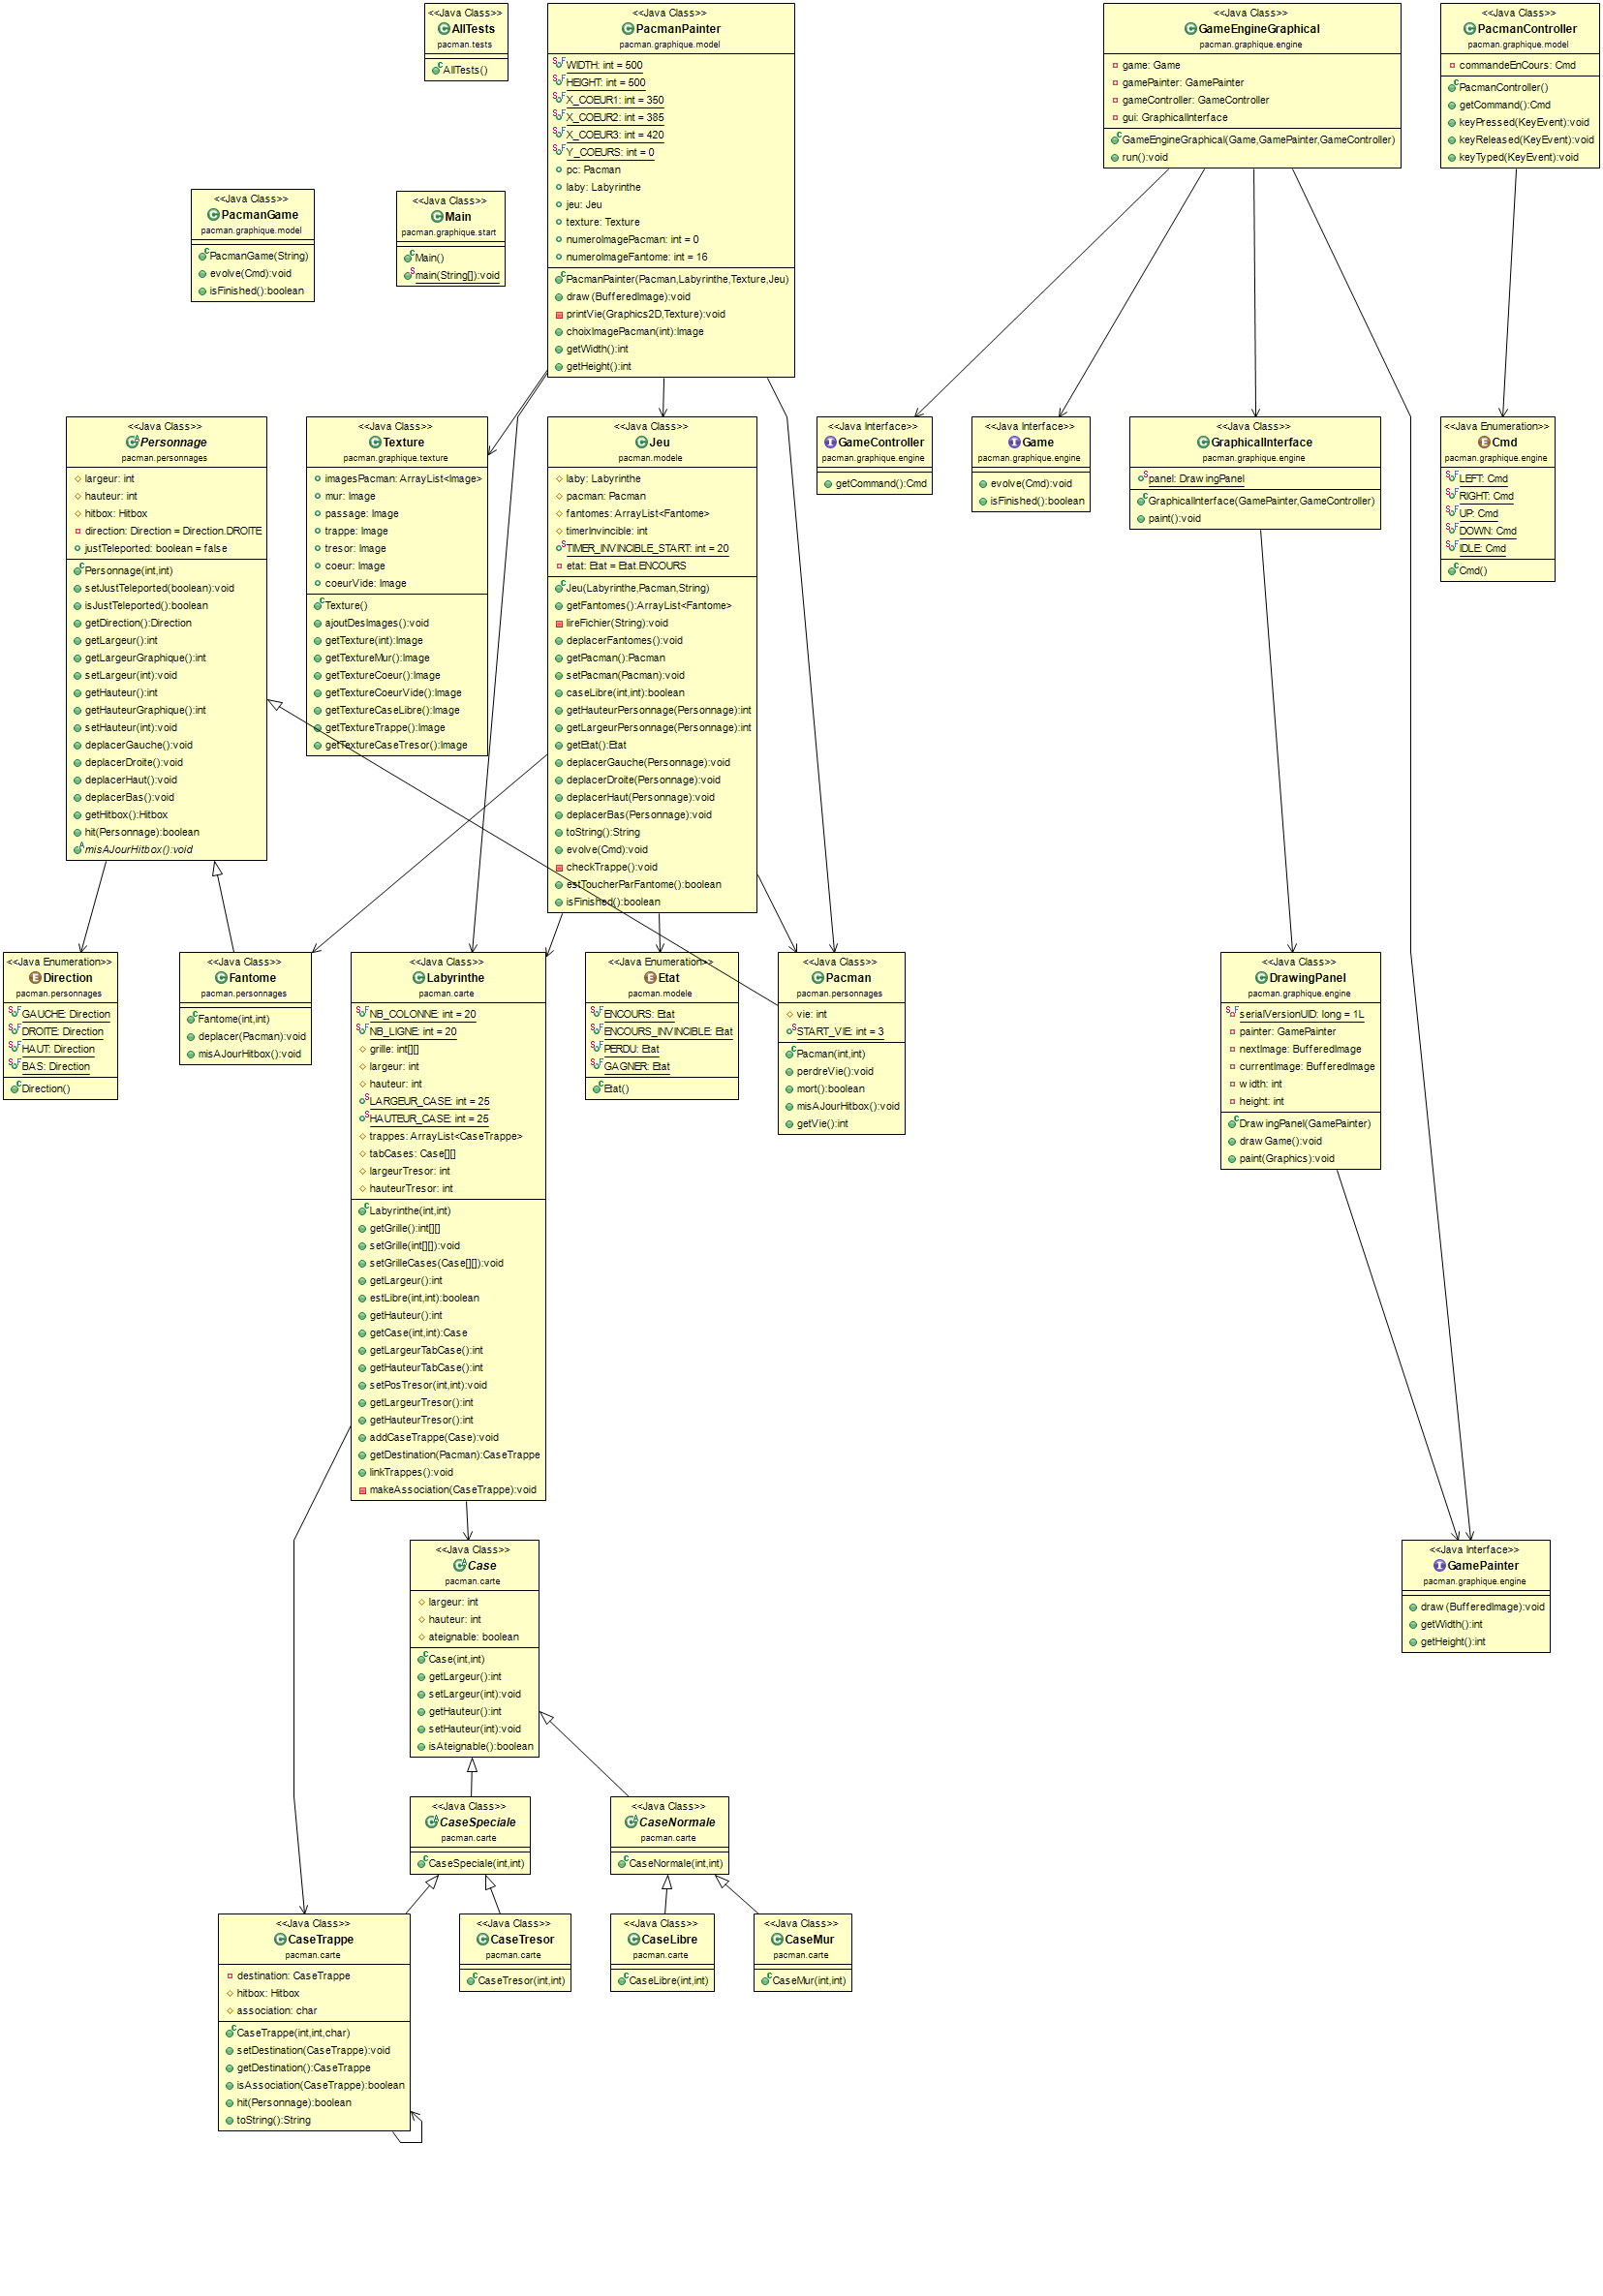 <<Java Class>>
AllTests
pacman.tests
AllTests()
<<Java Class>>
PacmanPainter
pacman.graphique.model
WIDTH: int = 500
HEIGHT: int = 500
X_COEUR1: int = 350
X_COEUR2: int = 385
X_COEUR3: int = 420
Y_COEURS: int = 0
pc: Pacman
laby: Labyrinthe
jeu: Jeu
texture: Texture
numeroImagePacman: int = 0
numeroImageFantome: int = 16
PacmanPainter(Pacman,Labyrinthe,Texture,Jeu)
draw(BufferedImage):void
printVie(Graphics2D,Texture):void
choixImagePacman(int):Image
getWidth():int
getHeight():int
<<Java Class>>
GameEngineGraphical
pacman.graphique.engine
game: Game
gamePainter: GamePainter
gameController: GameController
gui: GraphicalInterface
GameEngineGraphical(Game,GamePainter,GameController)
run():void
<<Java Class>>
PacmanController
pacman.graphique.model
commandeEnCours: Cmd
PacmanController()
getCommand():Cmd
keyPressed(KeyEvent):void
keyReleased(KeyEvent):void
keyTyped(KeyEvent):void
<<Java Class>>
PacmanGame
pacman.graphique.model
PacmanGame(String)
evolve(Cmd):void
isFinished():boolean
<<Java Class>>
Main
pacman.graphique.start
Main()
main(String[]):void
<<Java Class>>
Personnage
pacman.personnages
largeur: int
hauteur: int
hitbox: Hitbox
direction: Direction = Direction.DROITE
justTeleported: boolean = false
Personnage(int,int)
setJustTeleported(boolean):void
isJustTeleported():boolean
getDirection():Direction
getLargeur():int
getLargeurGraphique():int
setLargeur(int):void
getHauteur():int
getHauteurGraphique():int
setHauteur(int):void
deplacerGauche():void
deplacerDroite():void
deplacerHaut():void
deplacerBas():void
getHitbox():Hitbox
hit(Personnage):boolean
misAJourHitbox():void
<<Java Class>>
Texture
pacman.graphique.texture
imagesPacman: ArrayList<Image>
mur: Image
passage: Image
trappe: Image
tresor: Image
coeur: Image
coeurVide: Image
Texture()
ajoutDesImages():void
getTexture(int):Image
getTextureMur():Image
getTextureCoeur():Image
getTextureCoeurVide():Image
getTextureCaseLibre():Image
getTextureTrappe():Image
getTextureCaseTresor():Image
<<Java Class>>
Jeu
pacman.modele
laby: Labyrinthe
pacman: Pacman
fantomes: ArrayList<Fantome>
timerInvincible: int
TIMER_INVINCIBLE_START: int = 20
etat: Etat = Etat.ENCOURS
Jeu(Labyrinthe,Pacman,String)
getFantomes():ArrayList<Fantome>
lireFichier(String):void
deplacerFantomes():void
getPacman():Pacman
setPacman(Pacman):void
caseLibre(int,int):boolean
getHauteurPersonnage(Personnage):int
getLargeurPersonnage(Personnage):int
getEtat():Etat
deplacerGauche(Personnage):void
deplacerDroite(Personnage):void
deplacerHaut(Personnage):void
deplacerBas(Personnage):void
toString():String
evolve(Cmd):void
checkTrappe():void
estToucherParFantome():boolean
isFinished():boolean
<<Java Interface>>
GameController
pacman.graphique.engine
getCommand():Cmd
<<Java Interface>>
Game
pacman.graphique.engine
evolve(Cmd):void
isFinished():boolean
<<Java Class>>
GraphicalInterface
pacman.graphique.engine
panel: DrawingPanel
GraphicalInterface(GamePainter,GameController)
paint():void
<<Java Enumeration>>
Cmd
pacman.graphique.engine
LEFT: Cmd
RIGHT: Cmd
UP: Cmd
DOWN: Cmd
IDLE: Cmd
Cmd()
<<Java Enumeration>>
Direction
pacman.personnages
GAUCHE: Direction
DROITE: Direction
HAUT: Direction
BAS: Direction
Direction()
<<Java Class>>
Fantome
pacman.personnages
Fantome(int,int)
deplacer(Pacman):void
misAJourHitbox():void
<<Java Class>>
Labyrinthe
pacman.carte
NB_COLONNE: int = 20
NB_LIGNE: int = 20
grille: int[][]
largeur: int
hauteur: int
LARGEUR_CASE: int = 25
HAUTEUR_CASE: int = 25
trappes: ArrayList<CaseTrappe>
tabCases: Case[][]
largeurTresor: int
hauteurTresor: int
Labyrinthe(int,int)
getGrille():int[][]
setGrille(int[][]):void
setGrilleCases(Case[][]):void
getLargeur():int
estLibre(int,int):boolean
getHauteur():int
getCase(int,int):Case
getLargeurTabCase():int
getHauteurTabCase():int
setPosTresor(int,int):void
getLargeurTresor():int
getHauteurTresor():int
addCaseTrappe(Case):void
getDestination(Pacman):CaseTrappe
linkTrappes():void
makeAssociation(CaseTrappe):void
<<Java Enumeration>>
Etat
pacman.modele
ENCOURS: Etat
ENCOURS_INVINCIBLE: Etat
PERDU: Etat
GAGNER: Etat
Etat()
<<Java Class>>
Pacman
pacman.personnages
vie: int
START_VIE: int = 3
Pacman(int,int)
perdreVie():void
mort():boolean
misAJourHitbox():void
getVie():int
<<Java Class>>
DrawingPanel
pacman.graphique.engine
serialVersionUID: long = 1L
painter: GamePainter
nextImage: BufferedImage
currentImage: BufferedImage
width: int
height: int
DrawingPanel(GamePainter)
drawGame():void
paint(Graphics):void
<<Java Class>>
Case
pacman.carte
largeur: int
hauteur: int
ateignable: boolean
Case(int,int)
getLargeur():int
setLargeur(int):void
getHauteur():int
setHauteur(int):void
isAteignable():boolean
<<Java Interface>>
GamePainter
pacman.graphique.engine
draw(BufferedImage):void
getWidth():int
getHeight():int
<<Java Class>>
CaseSpeciale
pacman.carte
CaseSpeciale(int,int)
<<Java Class>>
CaseNormale
pacman.carte
CaseNormale(int,int)
<<Java Class>>
CaseTrappe
pacman.carte
destination: CaseTrappe
hitbox: Hitbox
association: char
CaseTrappe(int,int,char)
setDestination(CaseTrappe):void
getDestination():CaseTrappe
isAssociation(CaseTrappe):boolean
hit(Personnage):boolean
toString():String
<<Java Class>>
CaseTresor
pacman.carte
CaseTresor(int,int)
<<Java Class>>
CaseLibre
pacman.carte
CaseLibre(int,int)
<<Java Class>>
CaseMur
pacman.carte
CaseMur(int,int)